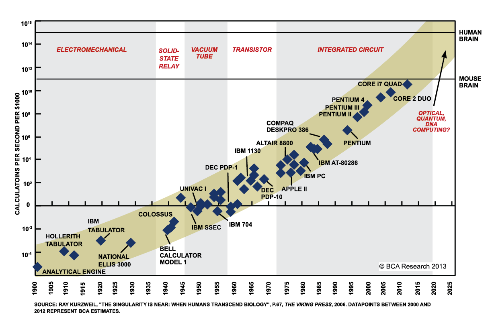 HUMAN
BRAIN
ELECTROMECHANICAL
SOLID-
STATE
RELAY
VACUUM
TUBE
TRANSISTOR
INTEGRATED CIRCUIT
MOUSE
BRAIN
CORE I7 QUAD
CORE 2 DUO
PENTIUM 4
PENTIUM III
PENTIUM II
PENTIUM
OPTICAL,
QUANTUM,
DNA
COMPUTING?
COMPAQ
DESKPRO 386
ALTAIR 8800
IBM AT-80286
IBM 1130
IBM PC
DEC PDP-1
DEC
PDP-10
APPLE II
UNIVAC I
COLOSSUS
IBM SSEC
IBM 704
IBM
TABULATOR
HOLLERITH
TABULATOR
NATIONAL
ELLIS 3000
BELL
CALCULATOR
MODEL 1
ANALYTICAL ENGINE
CALCULATIONS PER SECOND PER $1000
© BCA Research 2013
1900 1905 1910 1915 1920 1925 1930 1935 1940 1945 1950 1955 1960 1965 1970 1975 1980 1985 1990 1995 2000 2005 2010 2015 2020 2025
SOURCE: RAY KURZWEIL, "THE SINGULARITY IS NEAR: WHEN HUMANS TRANSCEND BIOLOGY", P.67, THE VIKING PRESS, 2006. DATAPOINTS BETWEEN 2000 AND
2012 REPRESENT BCA ESTIMATES.